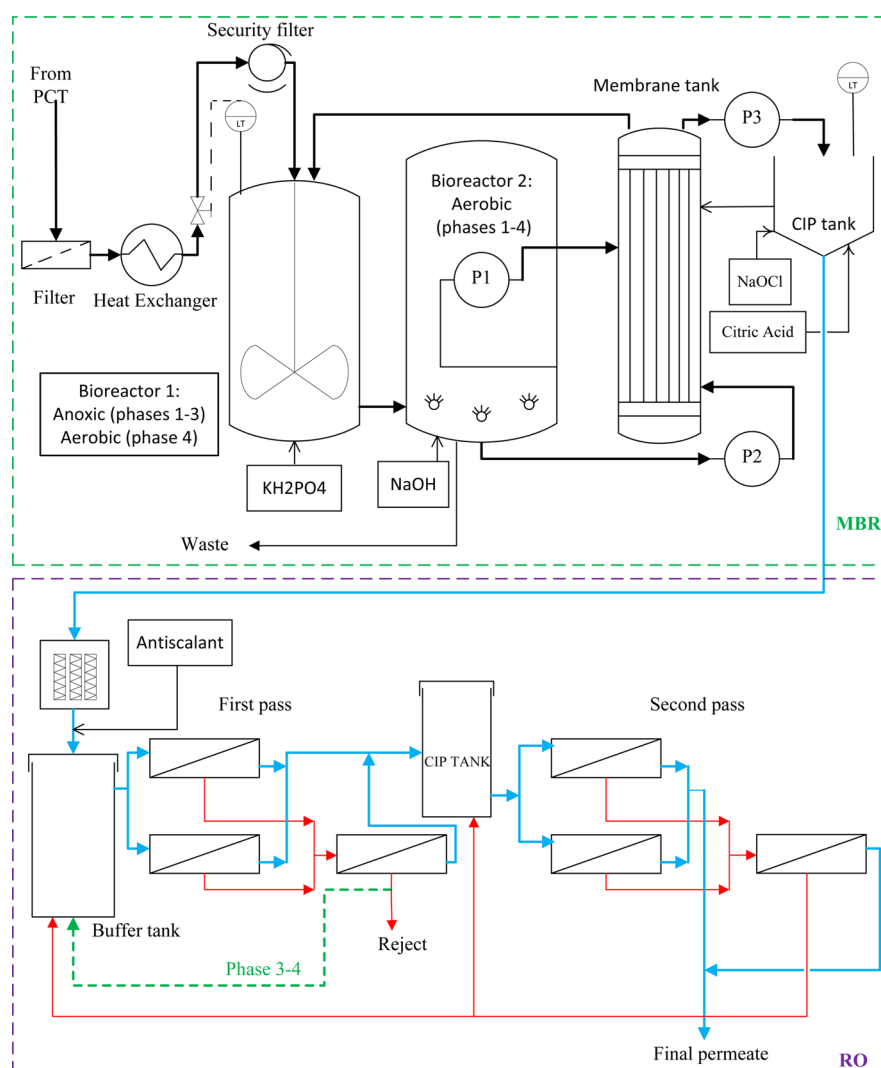 Security filter
From
PCT
LT
Membrane tank
P3
LT
Bioreactor 2:
Aerobic
(phases 1-4)
CIP tank
P1
Filter
Heat Exchanger
NaOCl
Citric Acid
Bioreactor 1:
Anoxic (phases 1-3)
Aerobic (phase 4)
KH2PO4
NaOH
P2
MBR
Waste
Antiscalant
First pass
Second pass
CIP TANK
Buffer tank
Reject
Phase 3-4
Final permeate
RO